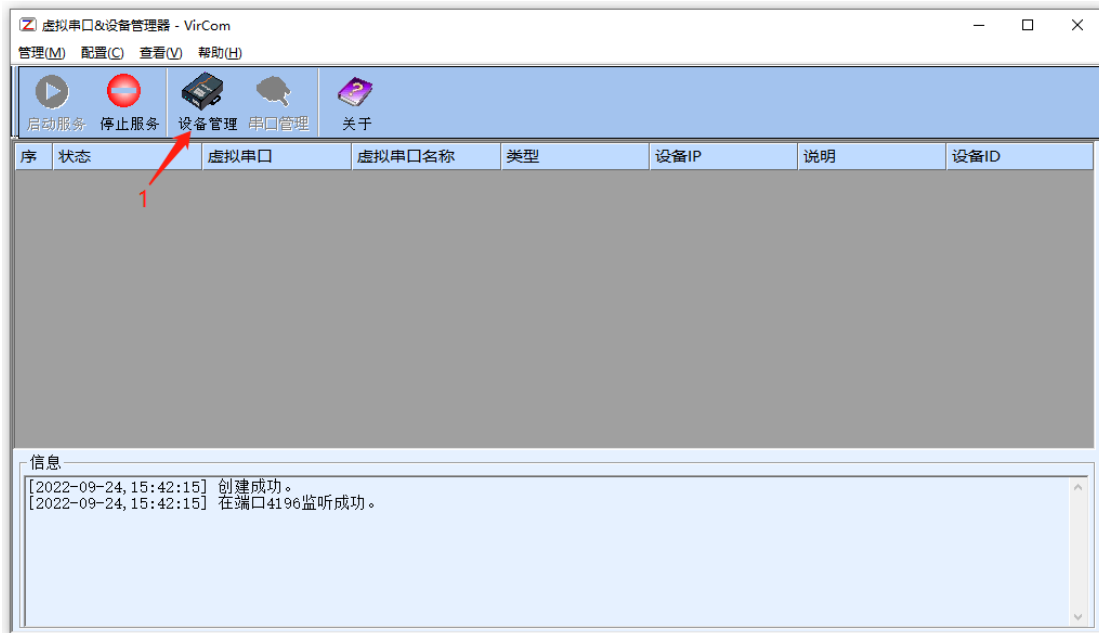 虚拟串口&设备管理器 - VirCom
管理(M) 配置(C) 查看(V) 帮助(H)
启动服务 停止服务 设备管理 串口管理 关于
序 状态 虚拟串口 虚拟串口名称 类型 设备IP 说明 设备ID
1
信息
[2022-09-24,15:42:15] 创建成功。
[2022-09-24,15:42:15] 在端口4196监听成功。